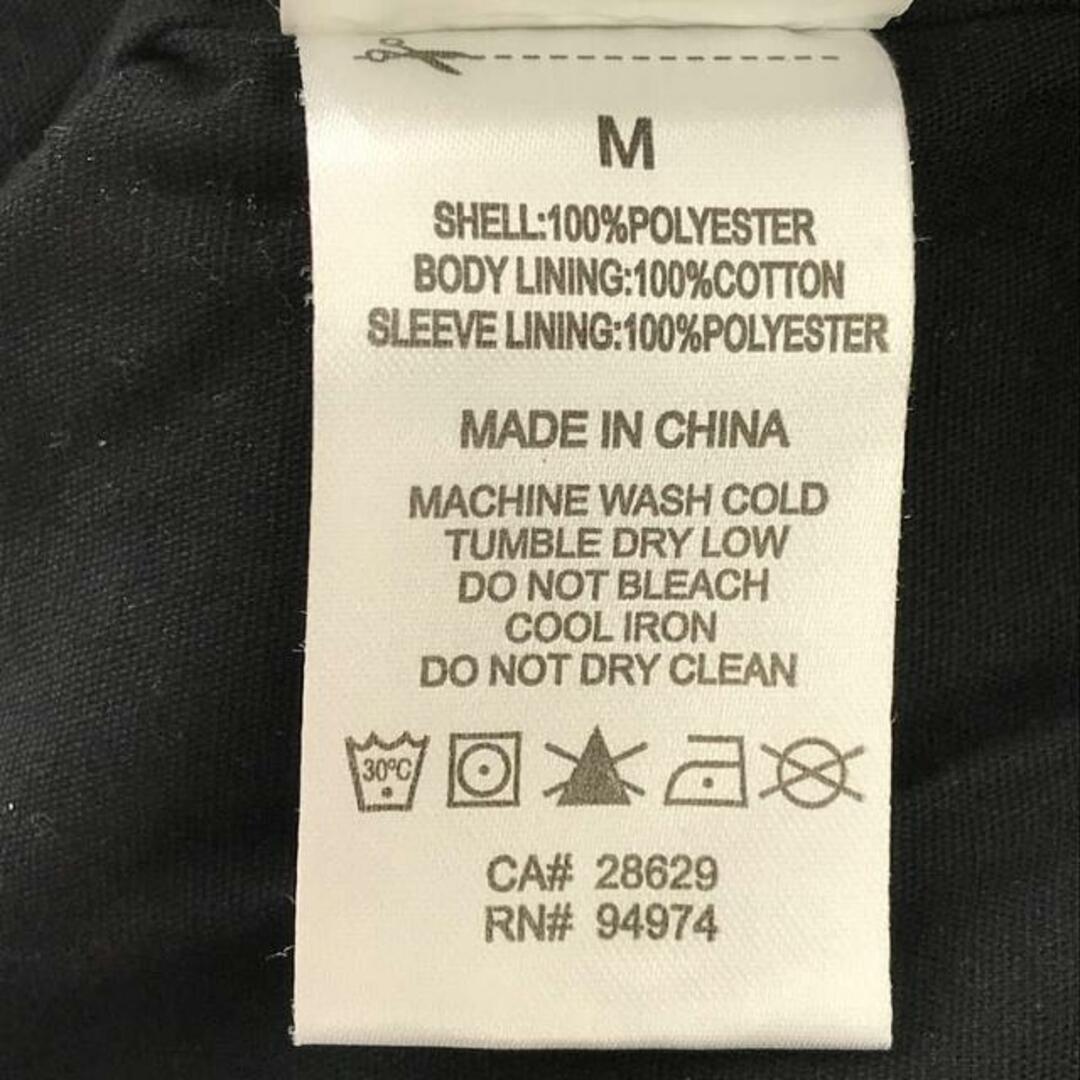 M
SHELL:100%POLYESTER
BODY LINING:100%COTTON
SLEEVE LINING:100%POLYESTER
MADE IN CHINA
MACHINE WASH COLD
TUMBLE DRY LOW
DO NOT BLEACH
COOL IRON
DO NOT DRY CLEAN
30ºC
CA# 28629
RN# 94974